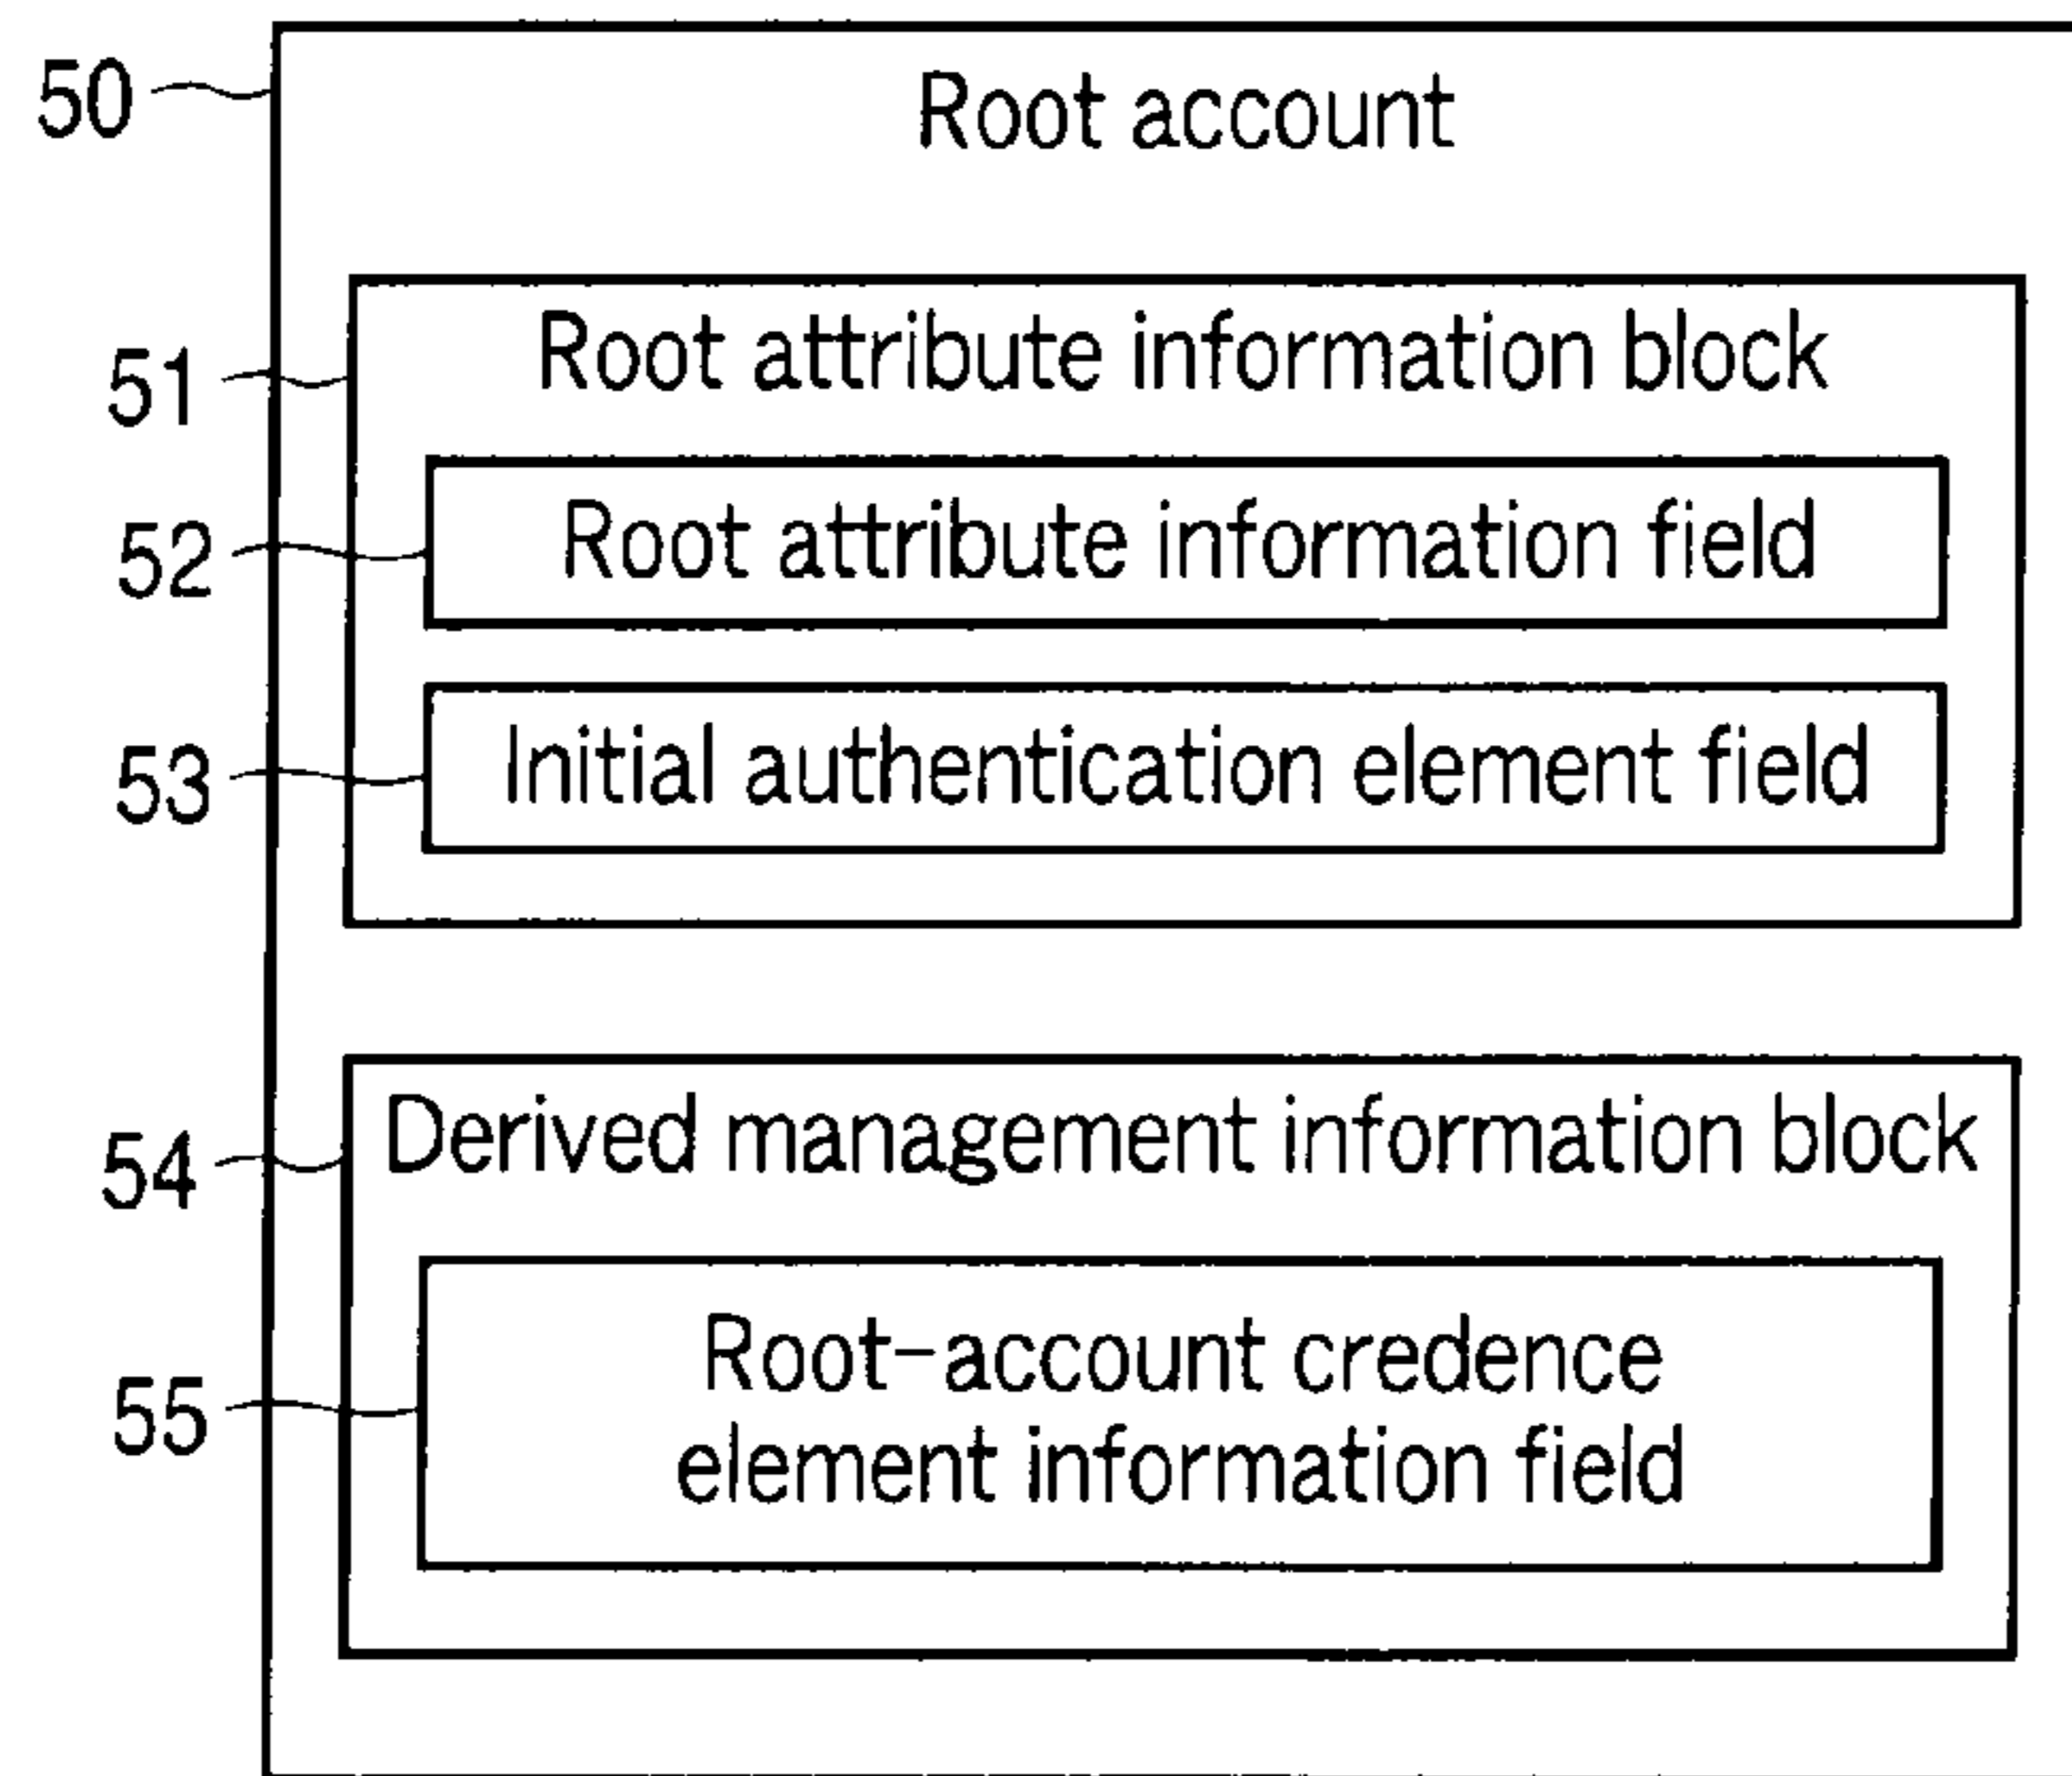 50
Root account
51
Root attribute information block
52
Root attribute information field
53
Initial authentication element field
54
Derived management information block
55
Root-account credence
element information field